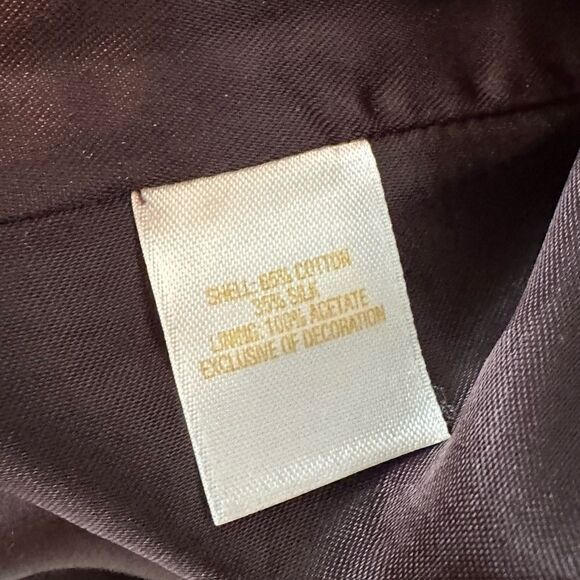 SHELL: 65% COTTON
35% SILK
LINING: 100% ACETATE
EXCLUSIVE OF DECORATION